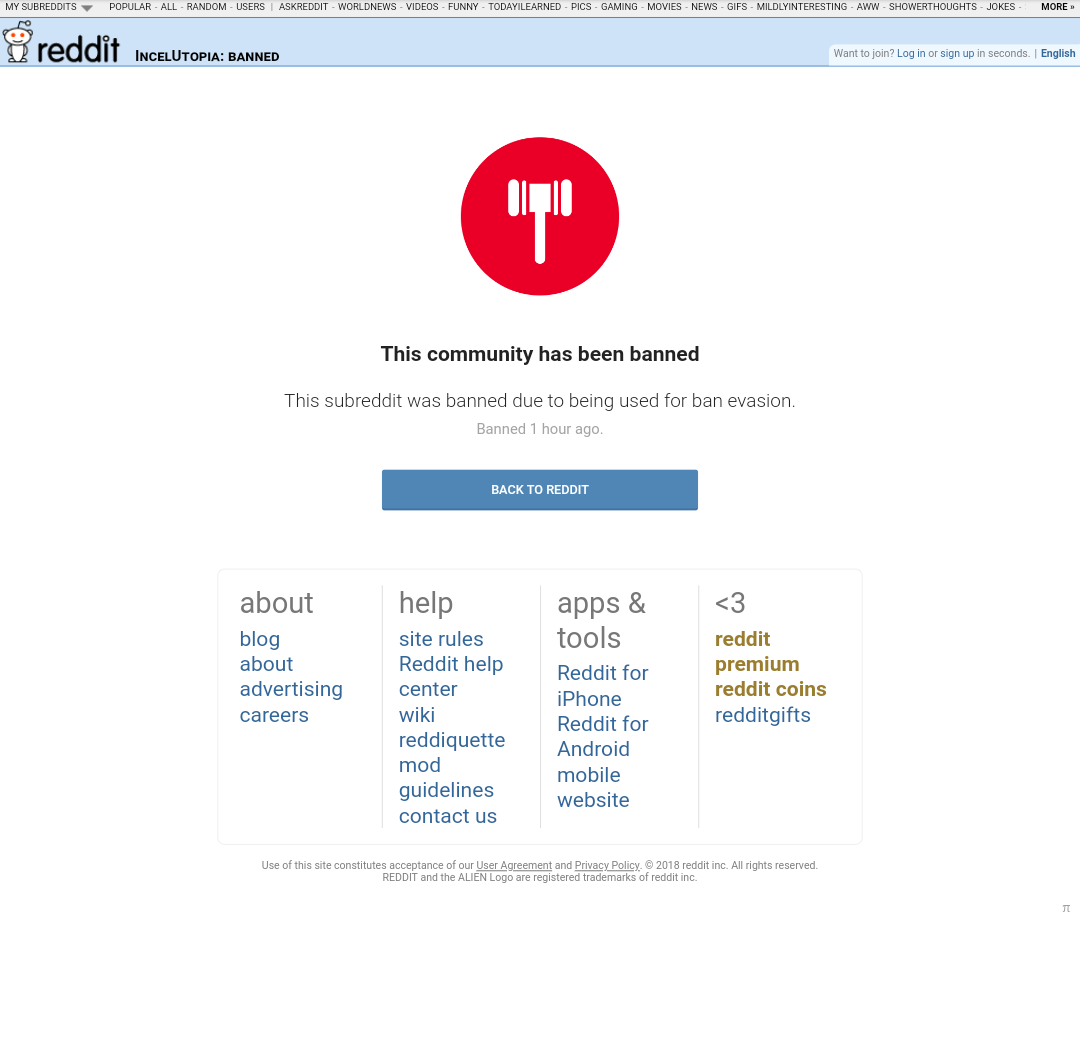 MY SUBREDDITS POPULAR - ALL - RANDOM - USERS | ASKREDDIT - WORLDNEWS - VIDEOS - FUNNY - TODAYILEARNED - PICS - GAMING - MOVIES - NEWS - GIFS - MILDLYINTERESTING - AWW - SHOWERTHOUGHTS - JOKES - MORE »
reddit INCELUTOPIA: BANNED
Want to join? Log in or sign up in seconds. | English
This community has been banned
This subreddit was banned due to being used for ban evasion.
Banned 1 hour ago.
BACK TO REDDIT
about
blog
about
advertising
careers
help
site rules
Reddit help
center
wiki
reddiquette
mod
guidelines
contact us
apps &
tools
Reddit for
iPhone
Reddit for
Android
mobile
website
<3
reddit
premium
reddit coins
redditgifts
Use of this site constitutes acceptance of our User Agreement and Privacy Policy. © 2018 reddit inc. All rights reserved.
REDDIT and the ALIEN Logo are registered trademarks of reddit inc.
π